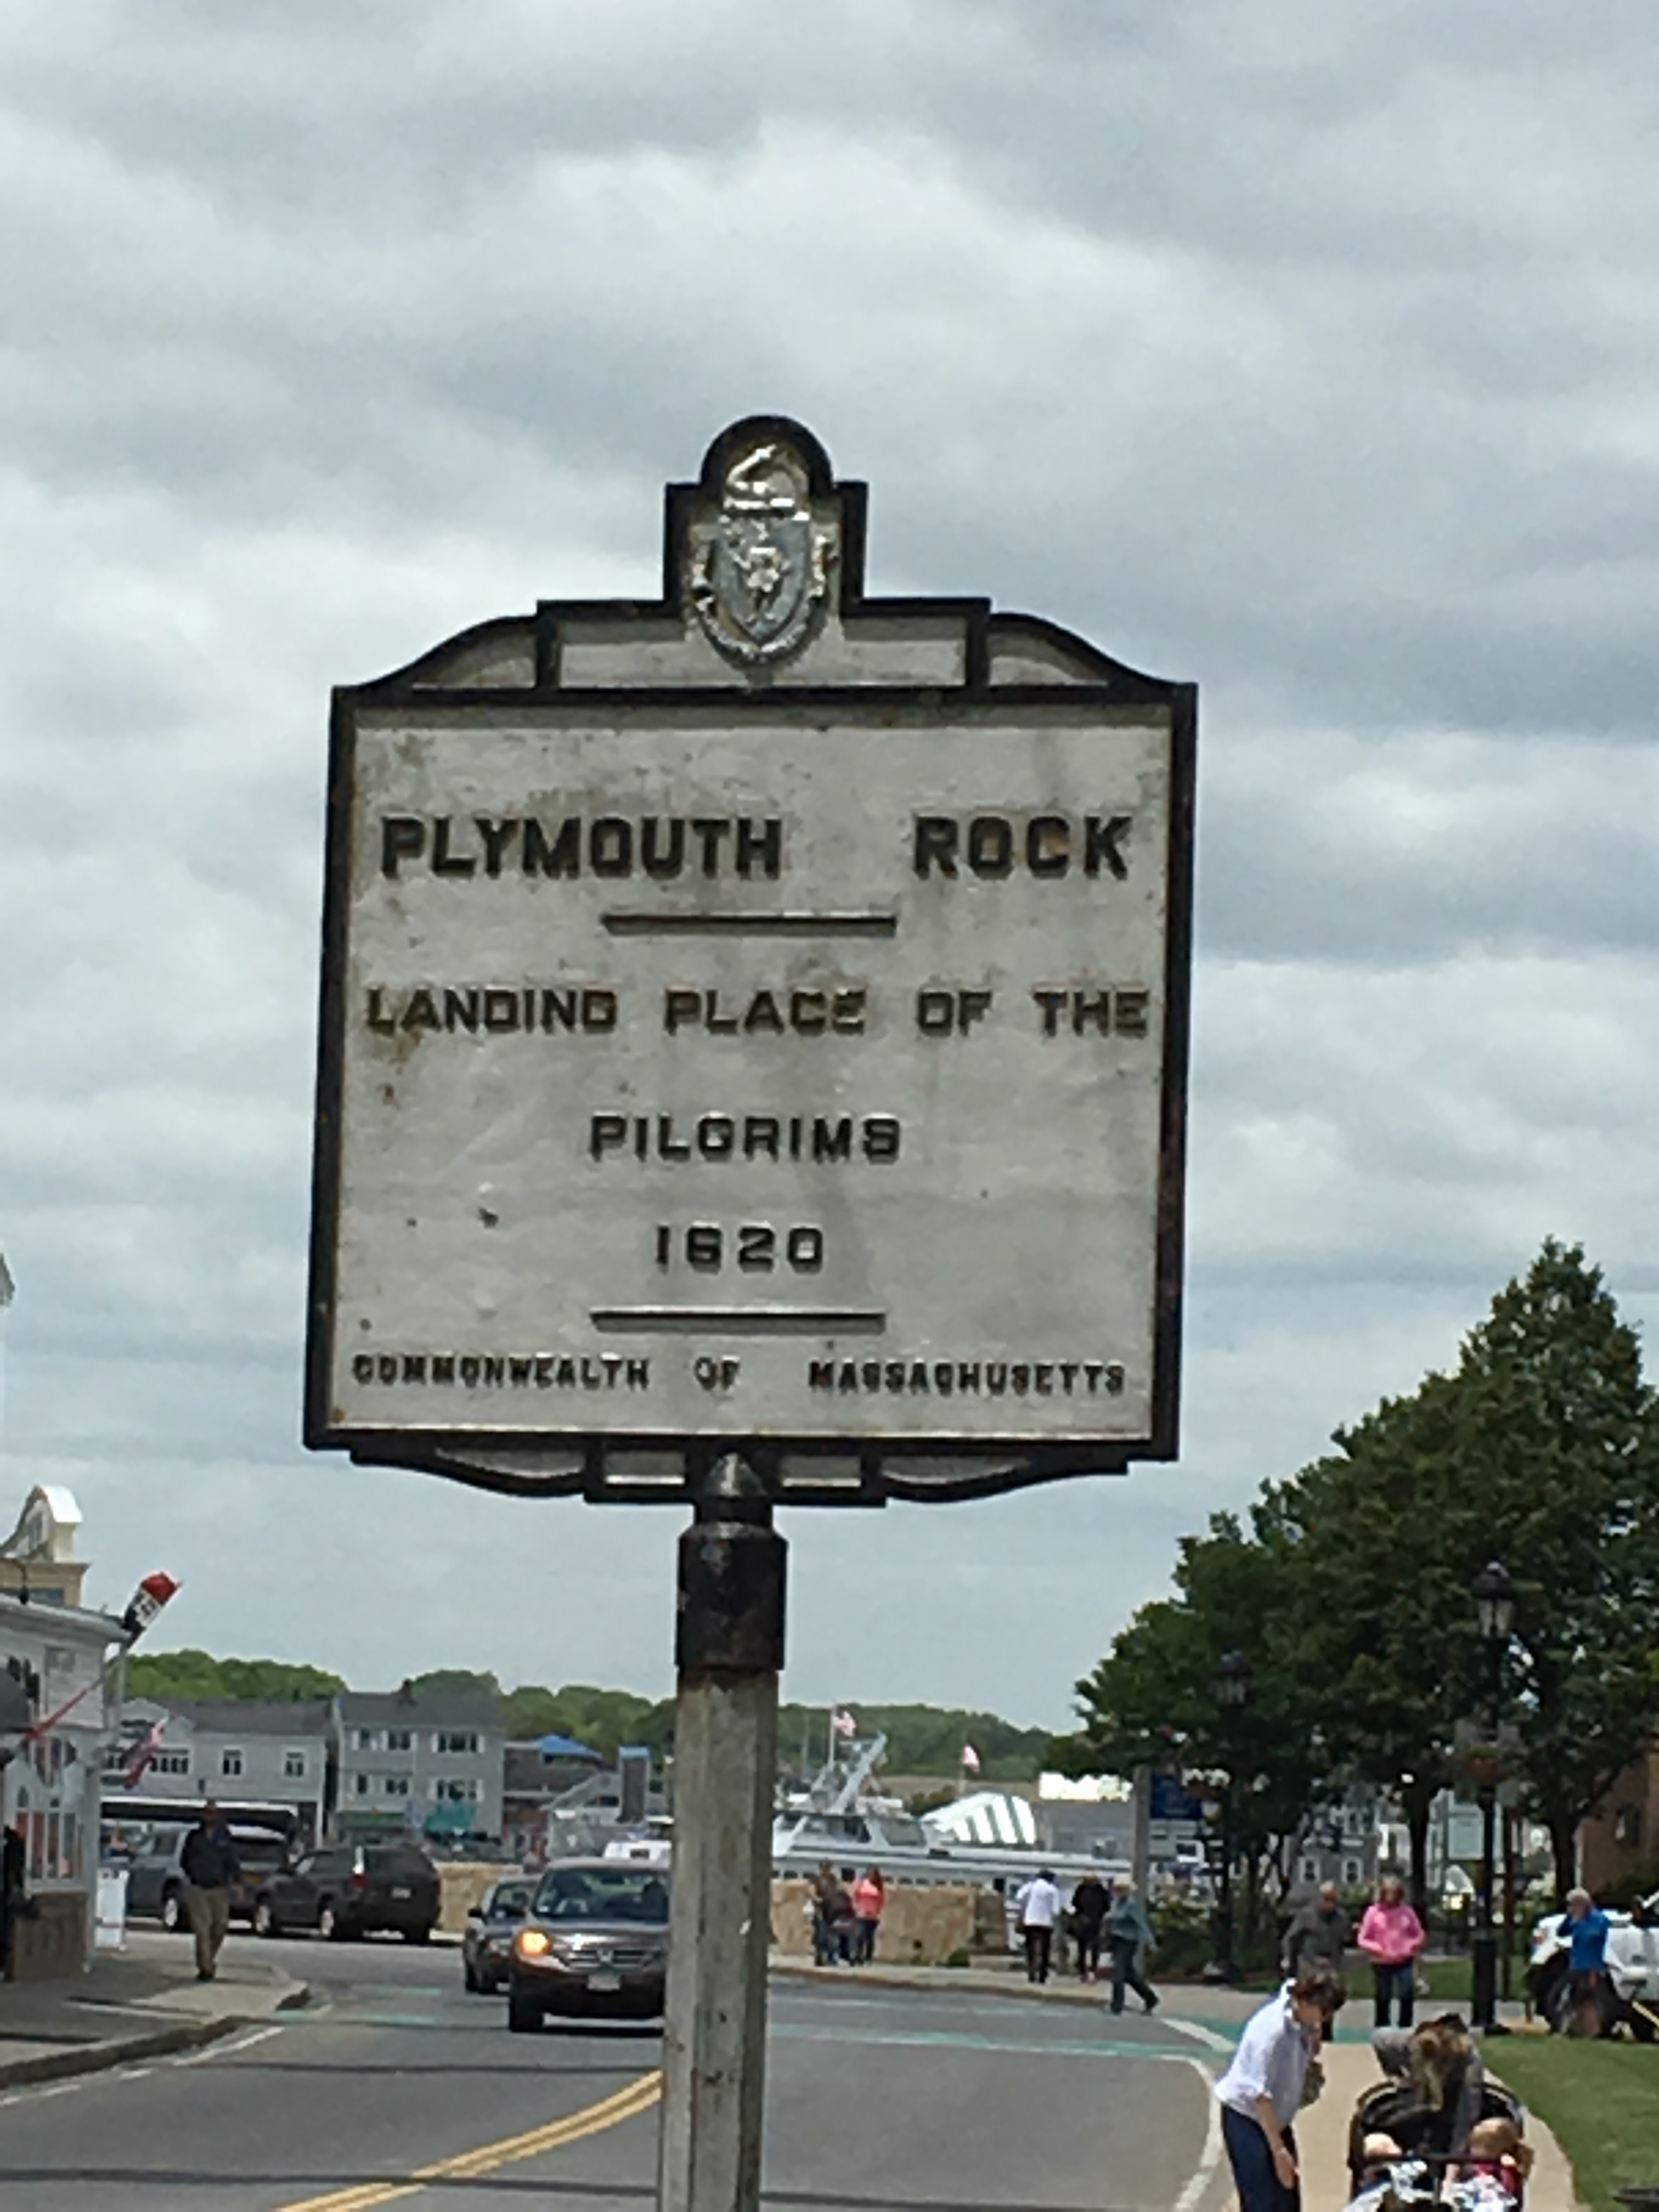 PLYMOUTH ROCK
LANDING PLACE OF THE
PILGRIMS
1620
COMMONWEALTH OF MASSACHUSETTS